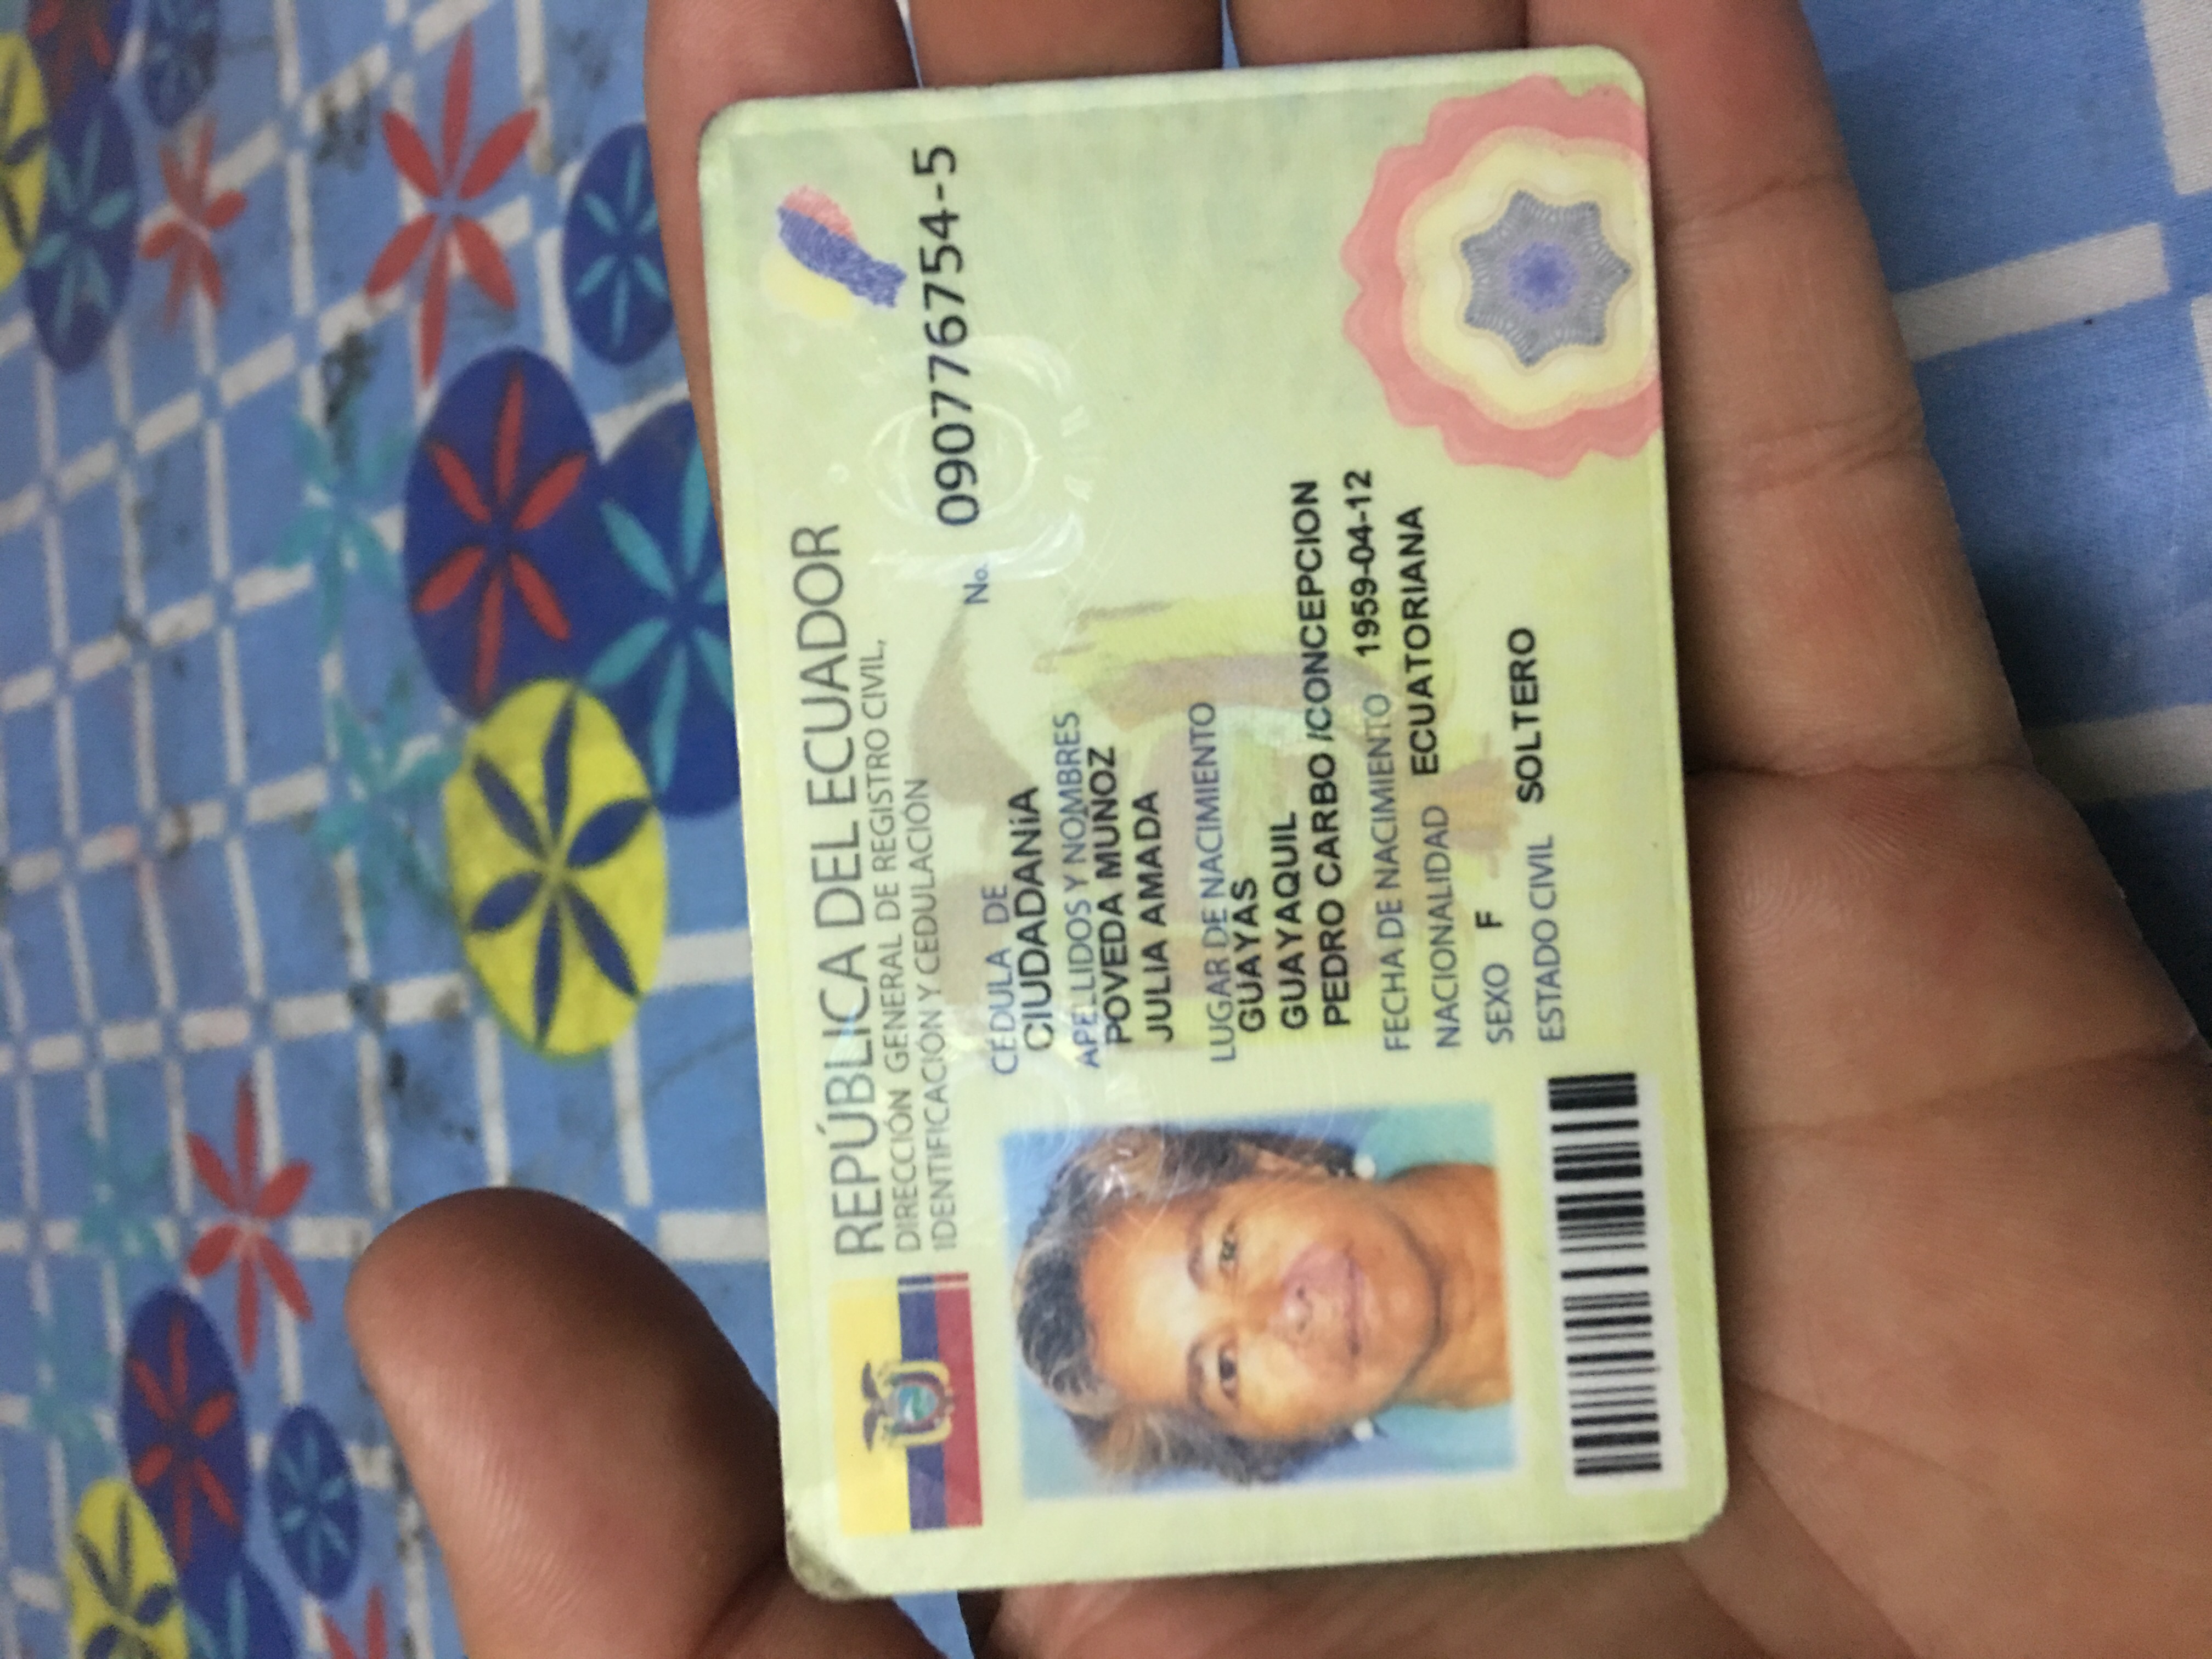 REPÚBLICA DEL ECUADOR
DIRECCIÓN GENERAL DE REGISTRO CIVIL,
IDENTIFICACIÓN Y CEDULACIÓN
No. 090776754-5
CÉDULA DE
CIUDADANíA
APELLIDOS Y NOMBRES
POVEDA MUÑOZ
JULIA AMADA
LUGAR DE NACIMIENTO
GUAYAS
GUAYAQUIL
PEDRO CARBO /CONCEPCION
FECHA DE NACIMIENTO 1959-04-12
NACIONALIDAD ECUATORIANA
SEXO F
ESTADO CIVIL SOLTERO